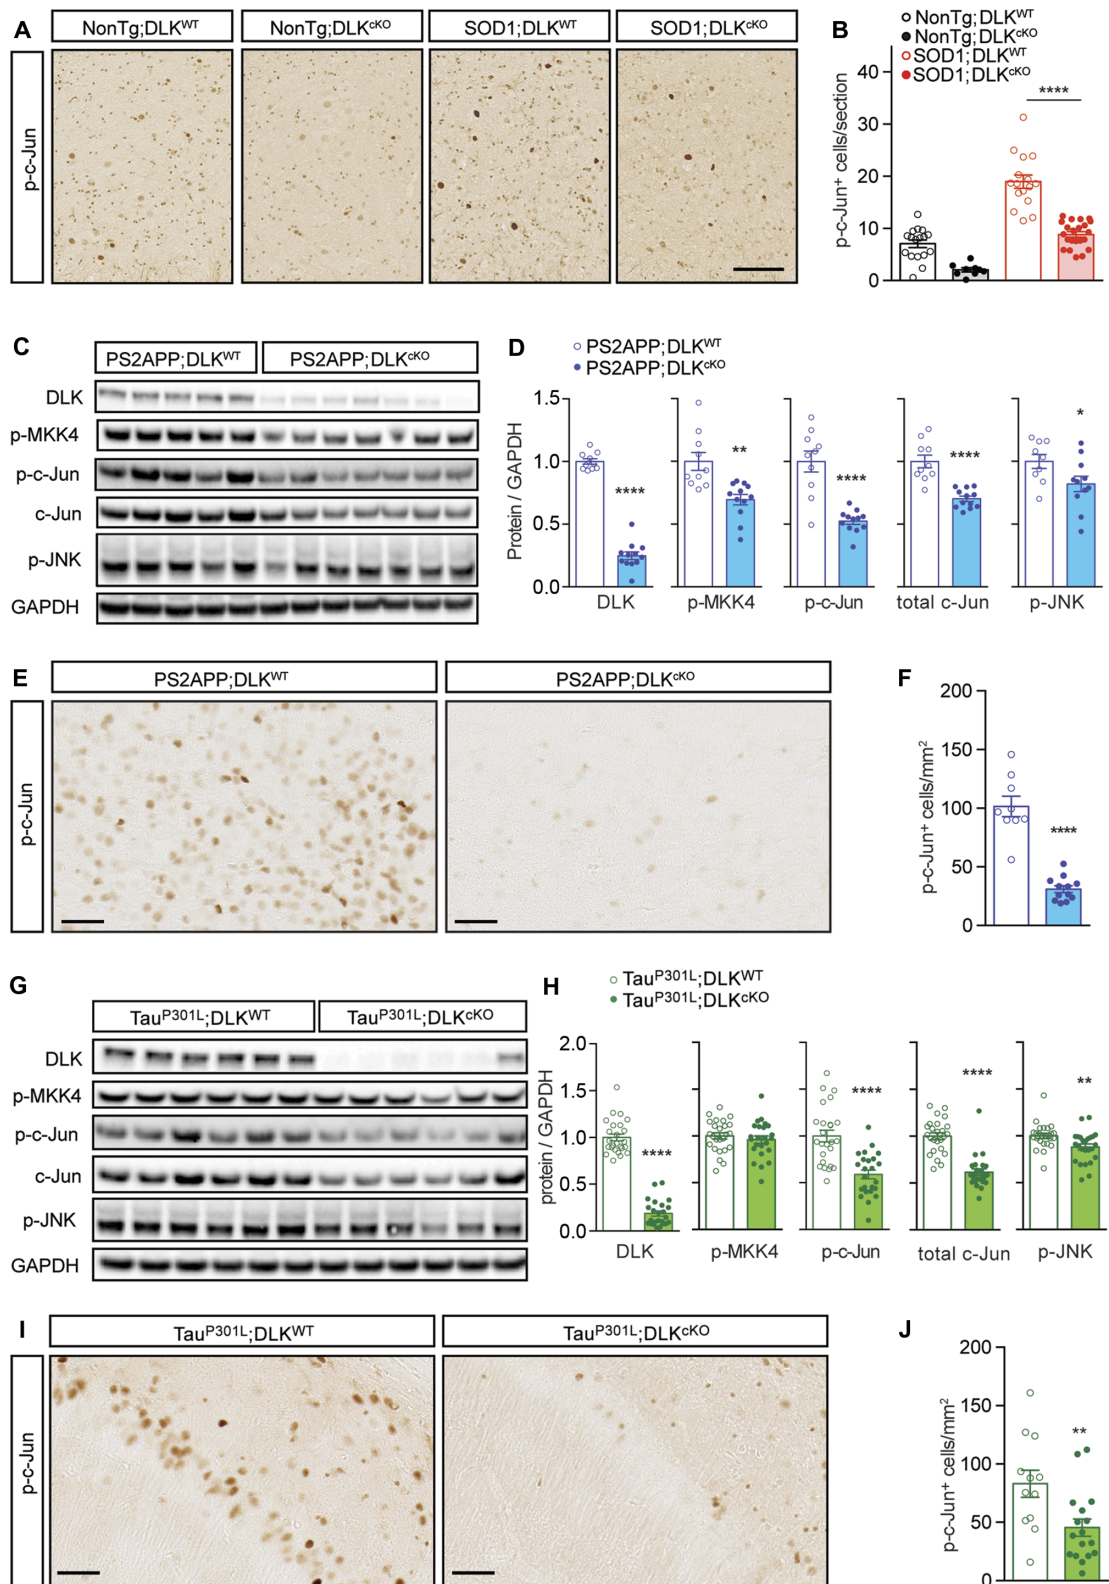 A
NonTg;DLKWT
NonTg;DLKcKO
SOD1;DLKWT
SOD1;DLKcKO
p-c-Jun
B
NonTg;DLKWT
NonTg;DLKcKO
SOD1;DLKWT
SOD1;DLKcKO
p-c-Jun+ cells/section
40
30
20
10
0
****
C
PS2APP;DLKWT
PS2APP;DLKcKO
DLK
p-MKK4
p-c-Jun
c-Jun
p-JNK
GAPDH
D
PS2APP;DLKWT
PS2APP;DLKcKO
Protein / GAPDH
1.5
1.0
0.5
0.0
****
**
****
****
*
DLK
p-MKK4
p-c-Jun
total c-Jun
p-JNK
E
PS2APP;DLKWT
PS2APP;DLKcKO
p-c-Jun
F
p-c-Jun+ cells/mm2
200
150
100
50
0
****
G
TauP301L;DLKWT
TauP301L;DLKcKO
DLK
p-MKK4
p-c-Jun
c-Jun
p-JNK
GAPDH
H
TauP301L;DLKWT
TauP301L;DLKcKO
protein / GAPDH
2.0
1.5
1.0
0.5
0.0
****
****
****
**
DLK
p-MKK4
p-c-Jun
total c-Jun
p-JNK
I
TauP301L;DLKWT
TauP301L;DLKcKO
p-c-Jun
J
p-c-Jun+ cells/mm2
200
150
100
50
0
**